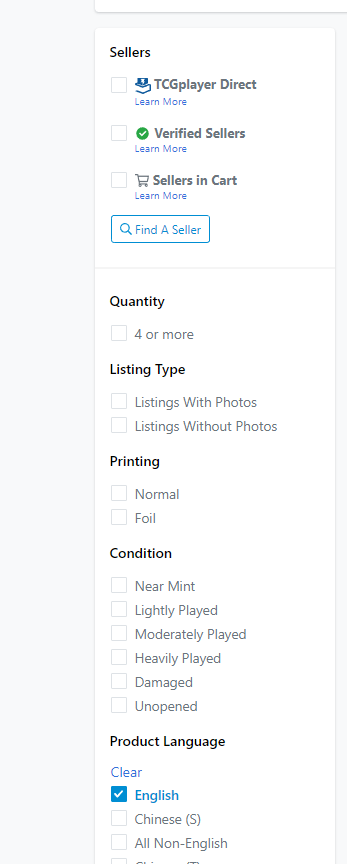 Sellers
TCGplayer Direct
Learn More
Verified Sellers
Learn More
Sellers in Cart
Learn More
Find A Seller
Quantity
4 or more
Listing Type
Listings With Photos
Listings Without Photos
Printing
Normal
Foil
Condition
Near Mint
Lightly Played
Moderately Played
Heavily Played
Damaged
Unopened
Product Language
Clear
English
Chinese (S)
All Non-English